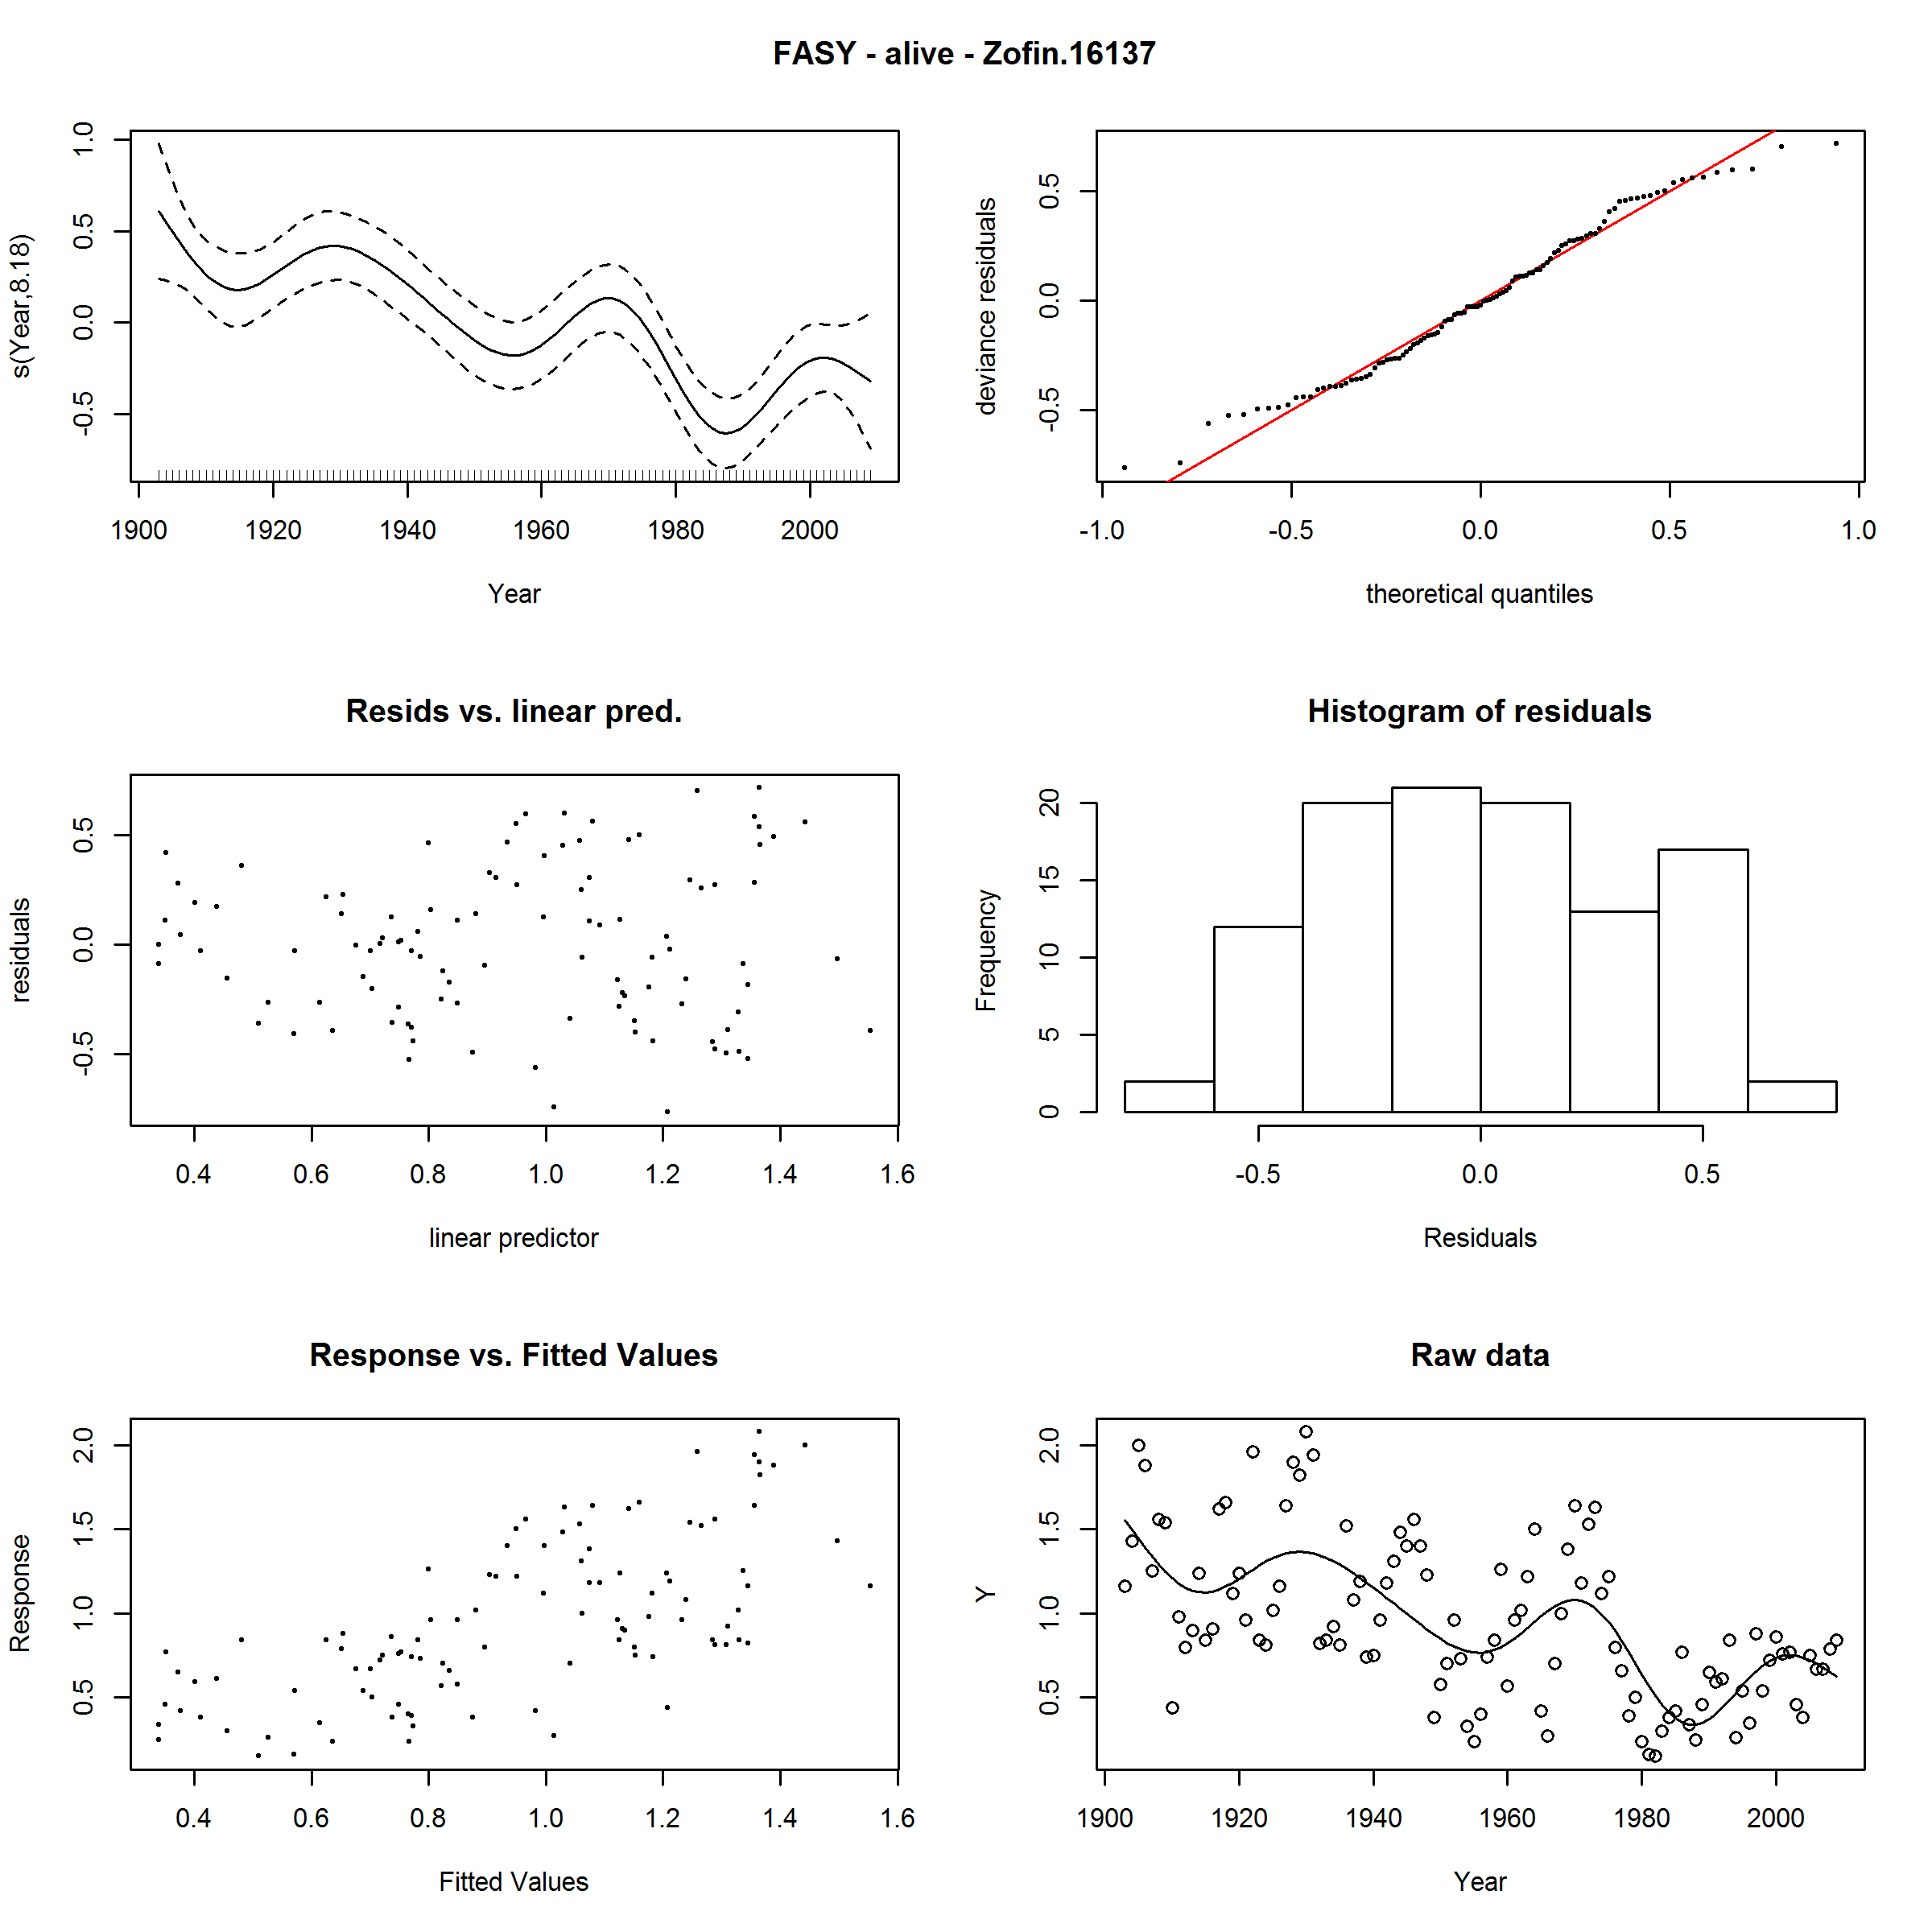 FASY - alive - Zofin.16137
s(Year,8.18)
1.0
0.5
0.0
-0.5
1900 1920 1940 1960 1980 2000
Year
deviance residuals
0.5
0.0
-0.5
-1.0 -0.5 0.0 0.5 1.0
theoretical quantiles
Resids vs. linear pred.
residuals
0.5
0.0
-0.5
0.4 0.6 0.8 1.0 1.2 1.4 1.6
linear predictor
Histogram of residuals
Frequency
20
15
10
5
0
-0.5 0.0 0.5
Residuals
Response vs. Fitted Values
Response
2.0
1.5
1.0
0.5
0.4 0.6 0.8 1.0 1.2 1.4 1.6
Fitted Values
Raw data
Y
2.0
1.5
1.0
0.5
1900 1920 1940 1960 1980 2000
Year